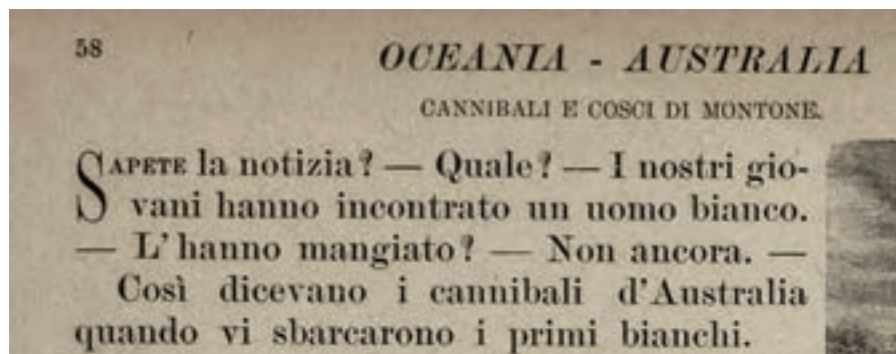 58
OCEANIA - AUSTRALIA
CANNIBALI E COSCI DI MONTONE.
SAPETE la notizia? — Quale? — I nostri gio-
vani hanno incontrato un uomo bianco.
— L'hanno mangiato? — Non ancora. —
Così dicevano i cannibali d'Australia
quando vi sbarcarono i primi bianchi.